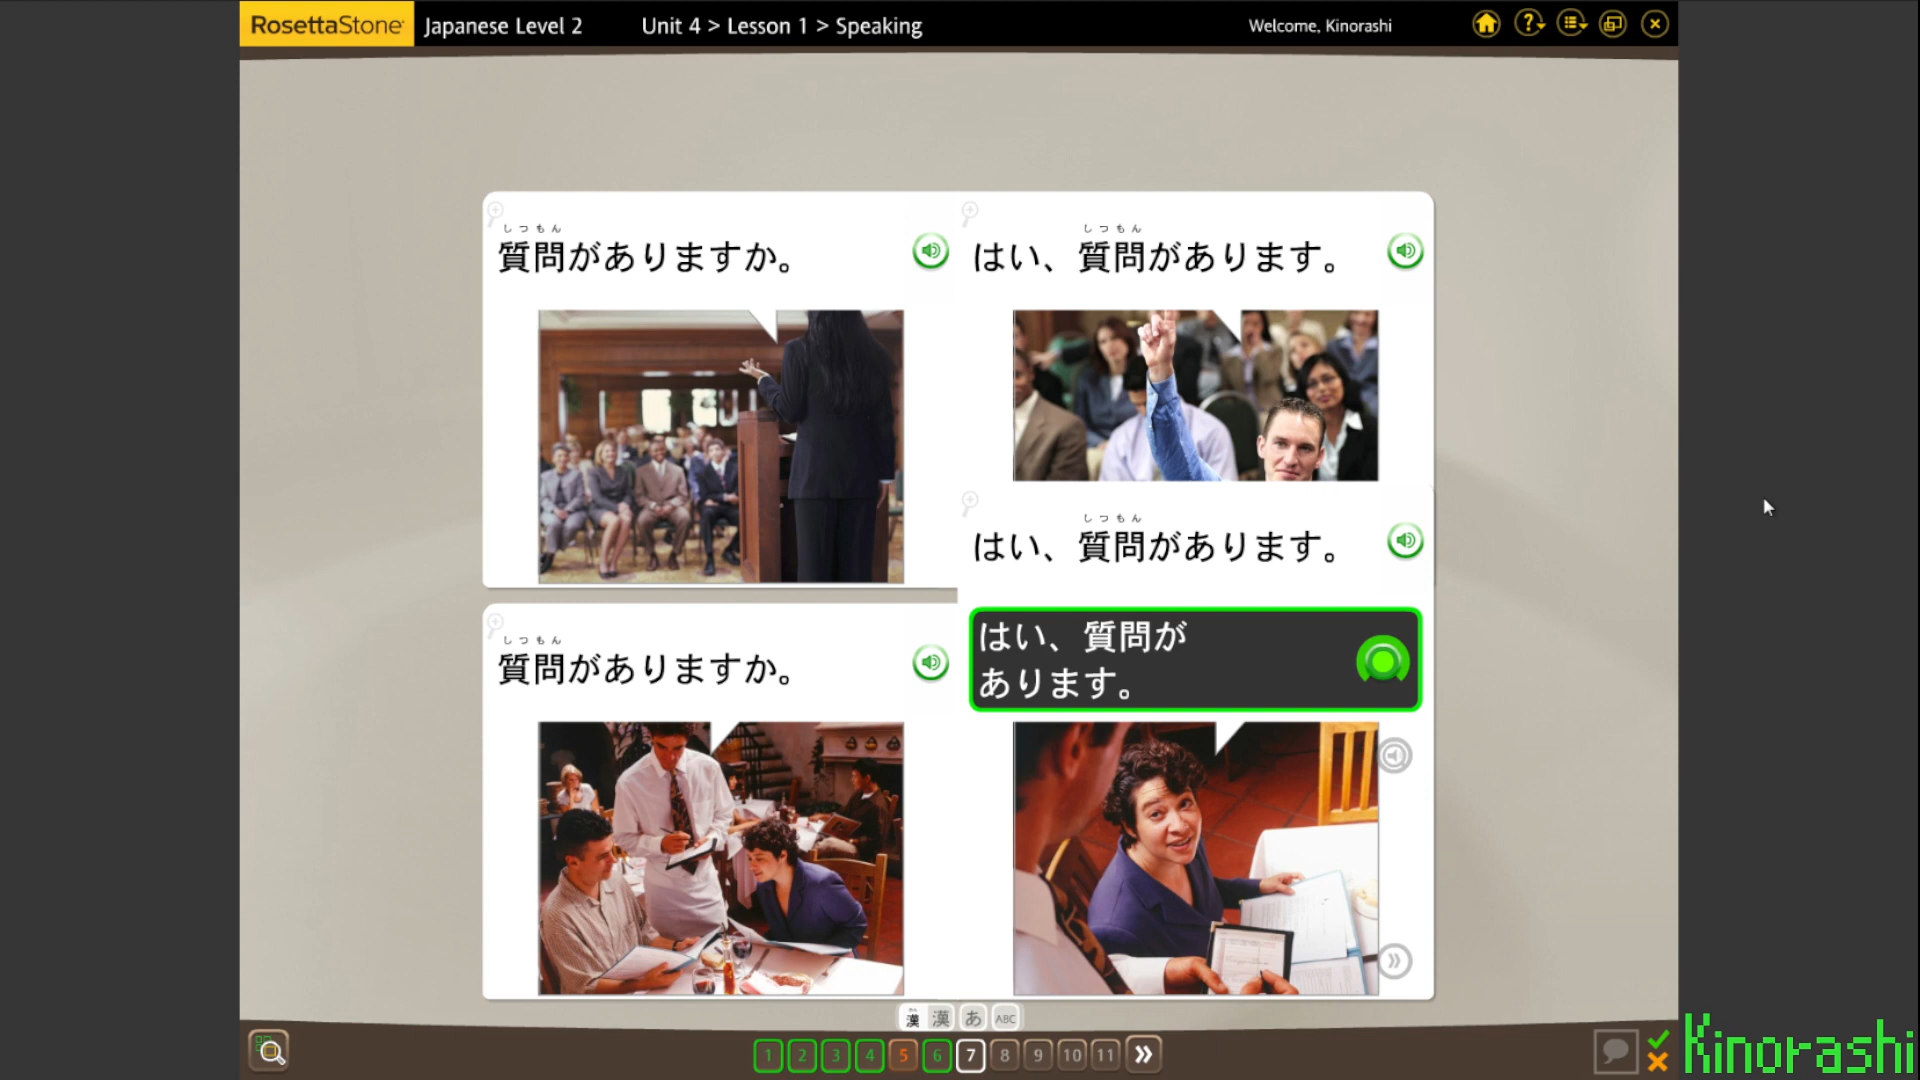 RosettaStone Japanese Level 2 Unit 4 > Lesson 1 > Speaking Welcome, Kinorashi
しつもん
質問がありますか。
しつもん
はい、質問があります。
しつもん
はい、質問があります。
はい、質問が
あります。
しつもん
質問がありますか。
漢 漢 あ ABC
1 2 3 4 5 6 7 8 9 10 11
Kinorashi